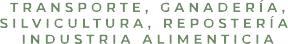 TRANSPORTE, GANADERÍA,
SILVICULTURA, REPOSTERÍA
INDUSTRIA ALIMENTICIA